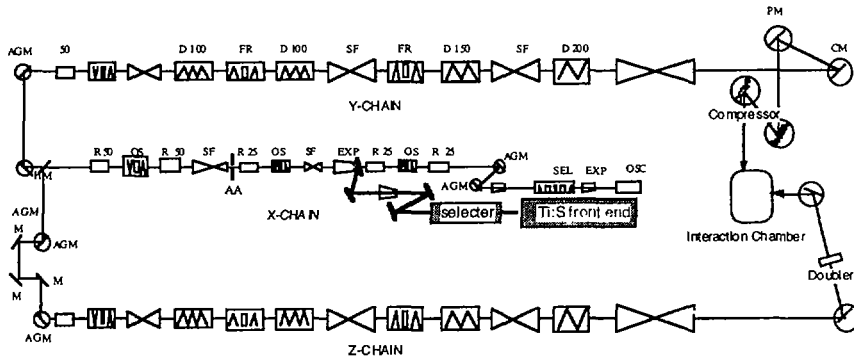 PM
AGM 50 D 100 FR D 100 SF FR D 150 SF D 200 CM
Y-CHAIN
Compressor
R 50 OS R 50 SF R 25 OS SF EXP R 25 OS R 25 AGM
AA
AGM SEL EXP OSC
X-CHAIN
selecter Ti:S front end
AGM
M AGM
Interaction Chamber
M
M
Doubler
AGM
Z-CHAIN